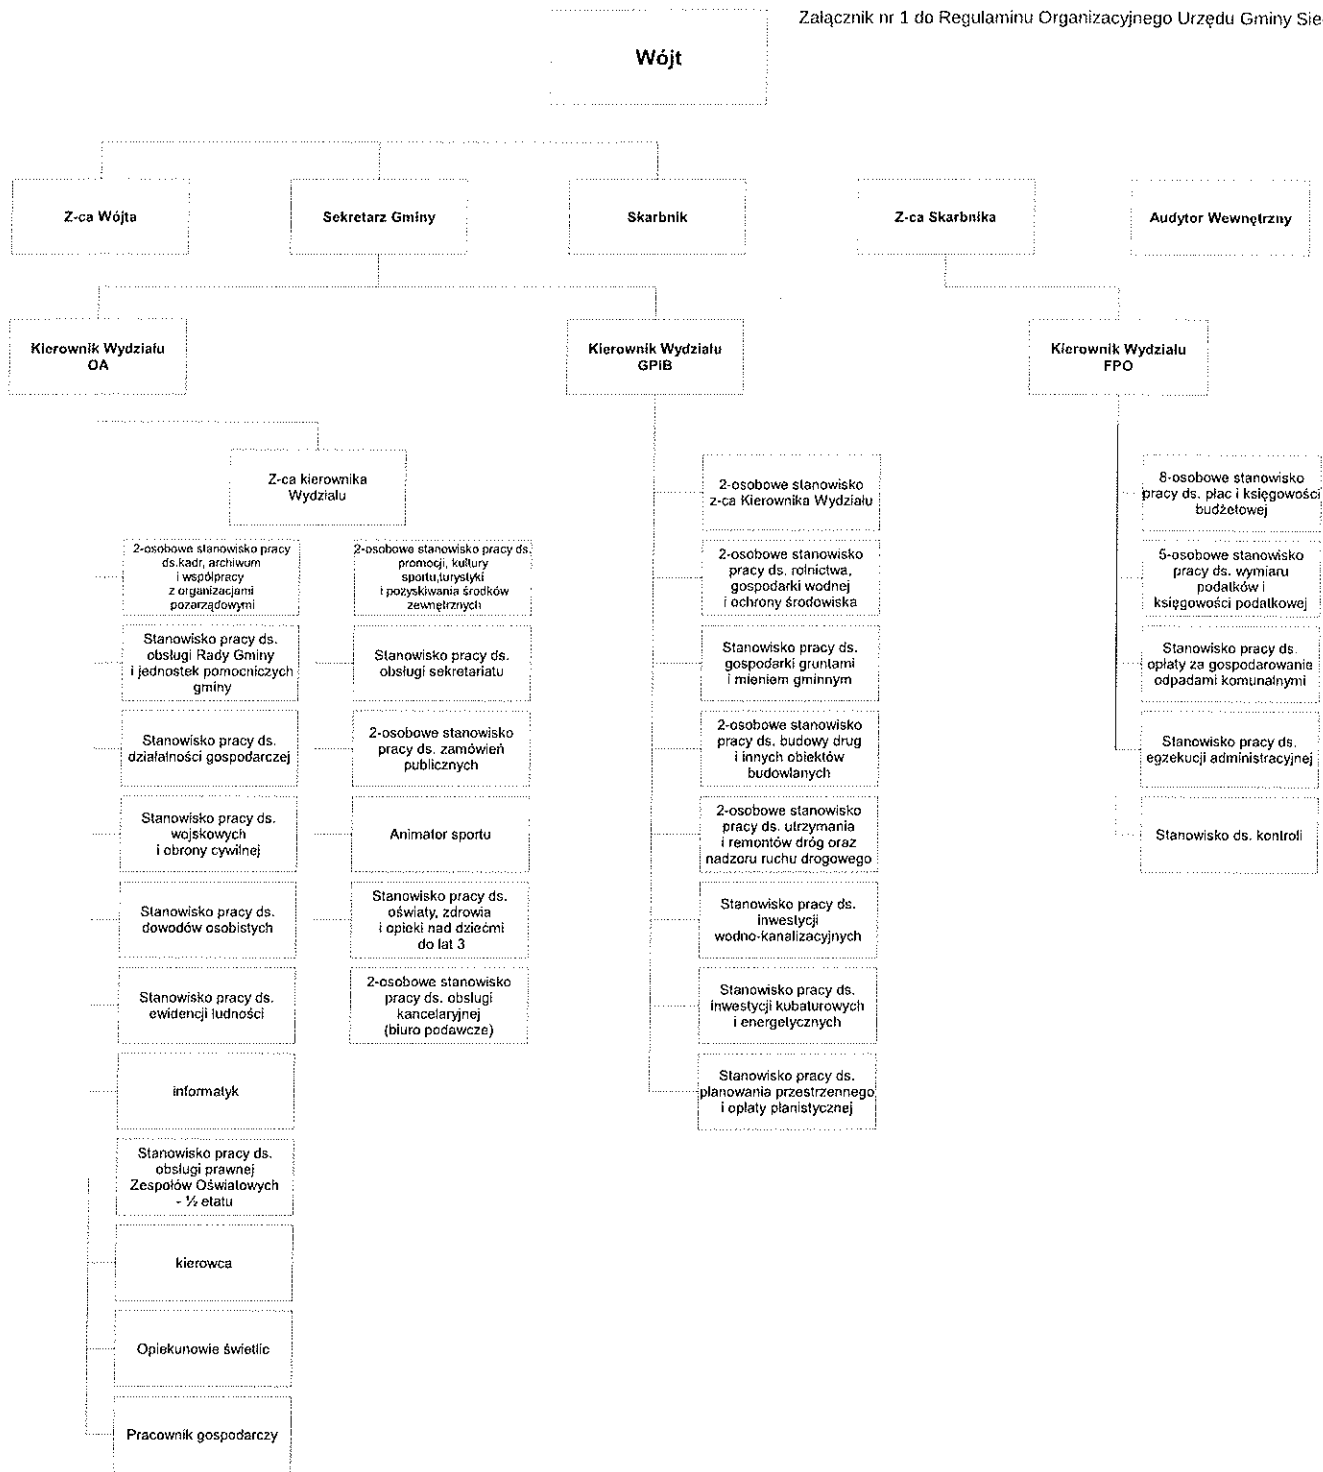 Załącznik nr 1 do Regulaminu Organizacyjnego Urzędu Gminy Sie
Wójt
Z-ca Wójta
Sekretarz Gminy
Skarbnik
Z-ca Skarbnika
Audytor Wewnętrzny
Kierownik Wydziału
OA
Kierownik Wydziału
GPIB
Kierownik Wydziału
FPO
Z-ca kierownika
Wydziału
2-osobowe stanowisko pracy
ds.kadr, archiwum
i współpracy
z organizacjami
pozarządowymi
Stanowisko pracy ds.
obsługi Rady Gminy
i jednostek pomocniczych
gminy
Stanowisko pracy ds.
działalności gospodarczej
Stanowisko pracy ds.
wojskowych
i obrony cywilnej
Stanowisko pracy ds.
dowodów osobistych
Stanowisko pracy ds.
ewidencji ludności
informatyk
Stanowisko pracy ds.
obsługi prawnej
Zespołów Oświatowych
- ½ etatu
kierowca
Opiekunowie świetlic
Pracownik gospodarczy
2-osobowe stanowisko pracy ds.
promocji, kultury
sportu,turystyki
i pozyskiwania środków
zewnętrznych
Stanowisko pracy ds.
obsługi sekretariatu
2-osobowe stanowisko
pracy ds. zamówień
publicznych
Animator sportu
Stanowisko pracy ds.
oświaty, zdrowia
i opieki nad dziećmi
do lat 3
2-osobowe stanowisko
pracy ds. obsługi
kancelaryjnej
(biuro podawcze)
2-osobowe stanowisko
z-ca Kierownika Wydziału
2-osobowe stanowisko
pracy ds. rolnictwa,
gospodarki wodnej
i ochrony środowiska
Stanowisko pracy ds.
gospodarki gruntami
i mieniem gminnym
2-osobowe stanowisko
pracy ds. budowy drug
i innych obiektów
budowlanych
2-osobowe stanowisko
pracy ds. utrzymania
i remontów dróg oraz
nadzoru ruchu drogowego
Stanowisko pracy ds.
inwestycji
wodno-kanalizacyjnych
Stanowisko pracy ds.
inwestycji kubaturowych
i energetycznych
Stanowisko pracy ds.
planowania przestrzennego
i opłaty planistycznej
8-osobowe stanowisko
pracy ds. płac i księgowości
budżetowej
5-osobowe stanowisko
pracy ds. wymiaru
podatków i
księgowości podatkowej
Stanowisko pracy ds.
opłaty za gospodarowanie
odpadami komunalnymi
Stanowisko pracy ds.
egzekucji administracyjnej
Stanowisko ds. kontroli